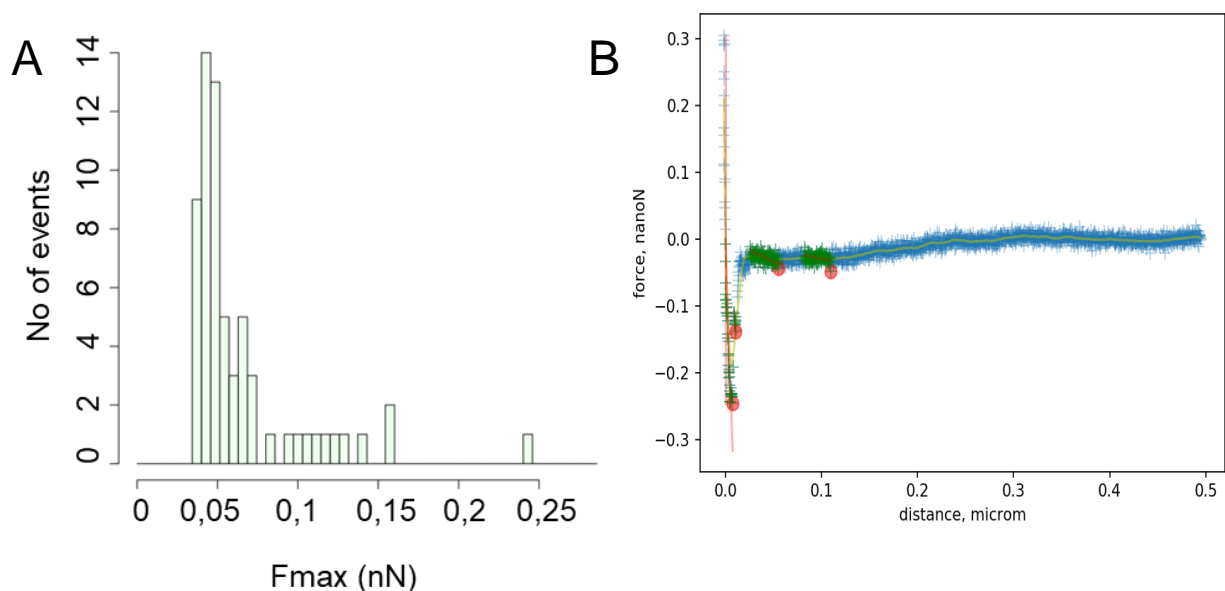 A
No of events
14
12
10
8
6
4
2
0
0 0,05 0,1 0,15 0,2 0,25
Fmax (nN)
B
force, nanoN
0.3
0.2
0.1
0.0
−0.1
−0.2
−0.3
0.0 0.1 0.2 0.3 0.4 0.5
distance, microm